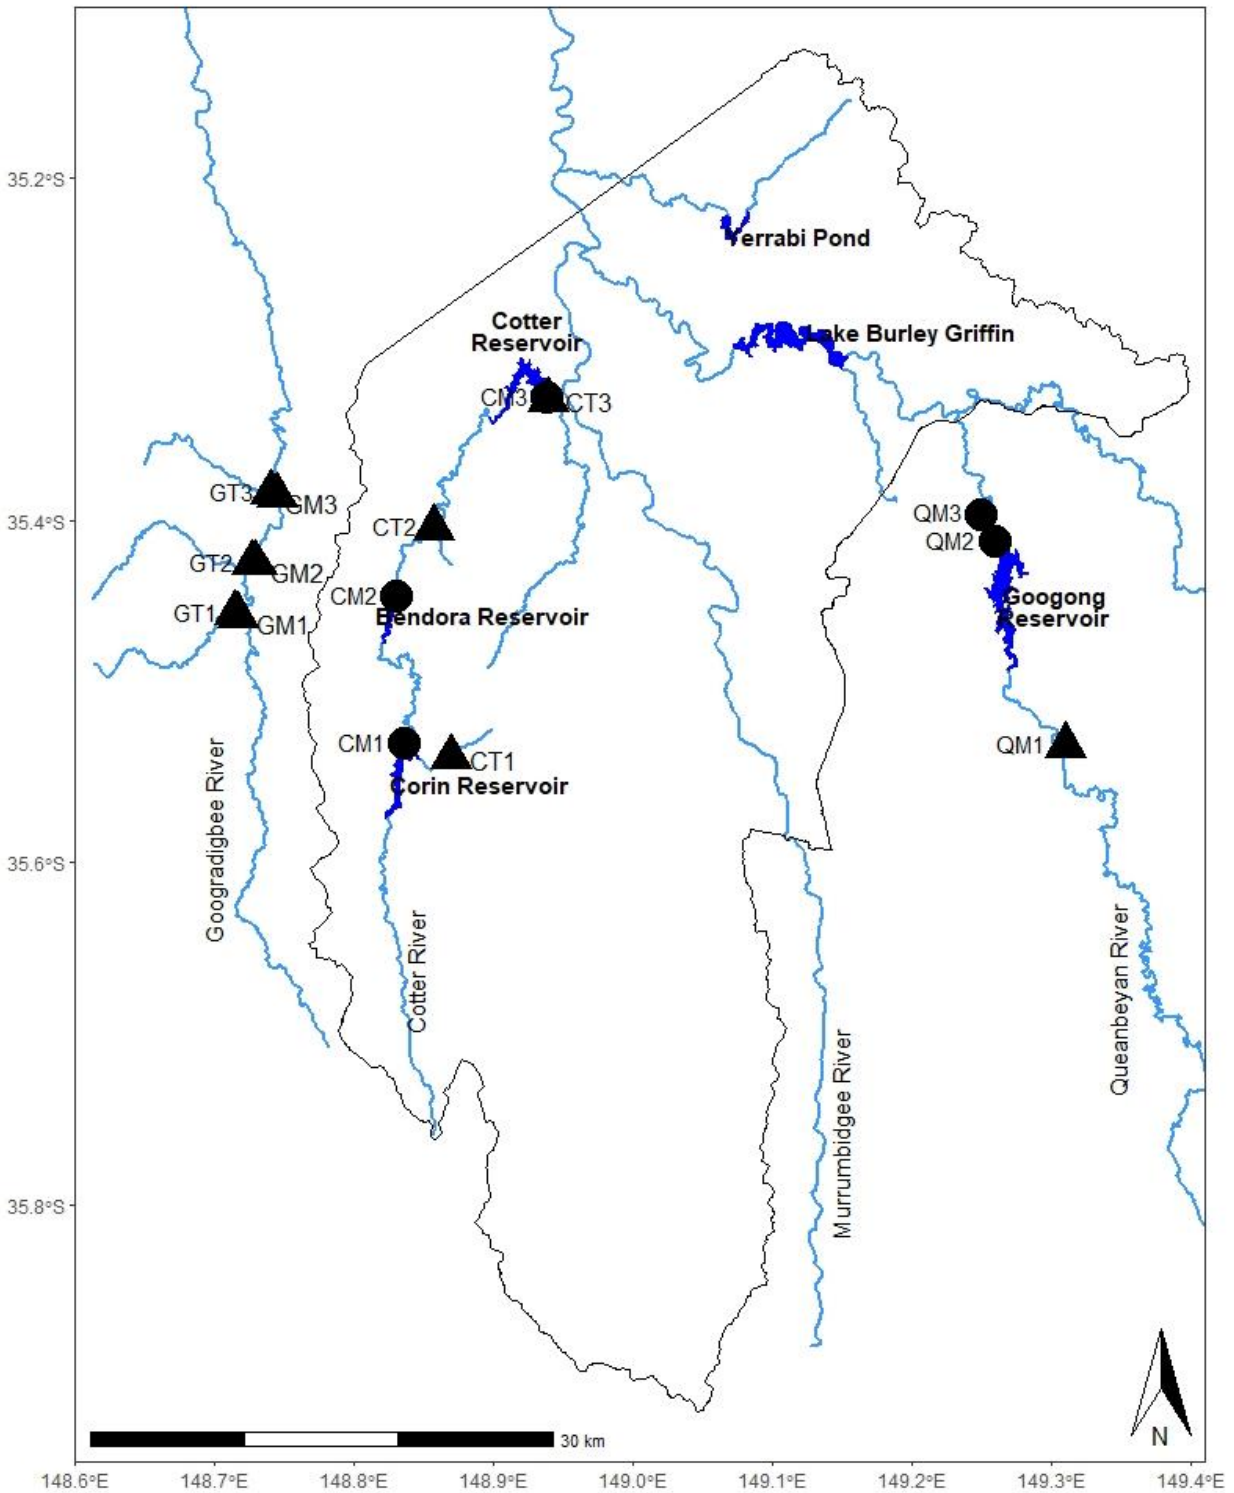 35.2°S
Yerrabi Pond
Cotter
Reservoir
Lake Burley Griffin
CM3
CT3
GT3
GM3
35.4°S
CT2
QM3
QM2
GT2
GM2
CM2
Bendora Reservoir
Googong
Reservoir
GT1
GM1
CM1
CT1
QM1
Corin Reservoir
Googradigbee River
35.6°S
Cotter River
Queanbeyan River
Murrumbidgee River
35.8°S
30 km
N
148.6°E 148.7°E 148.8°E 148.9°E 149.0°E 149.1°E 149.2°E 149.3°E 149.4°E